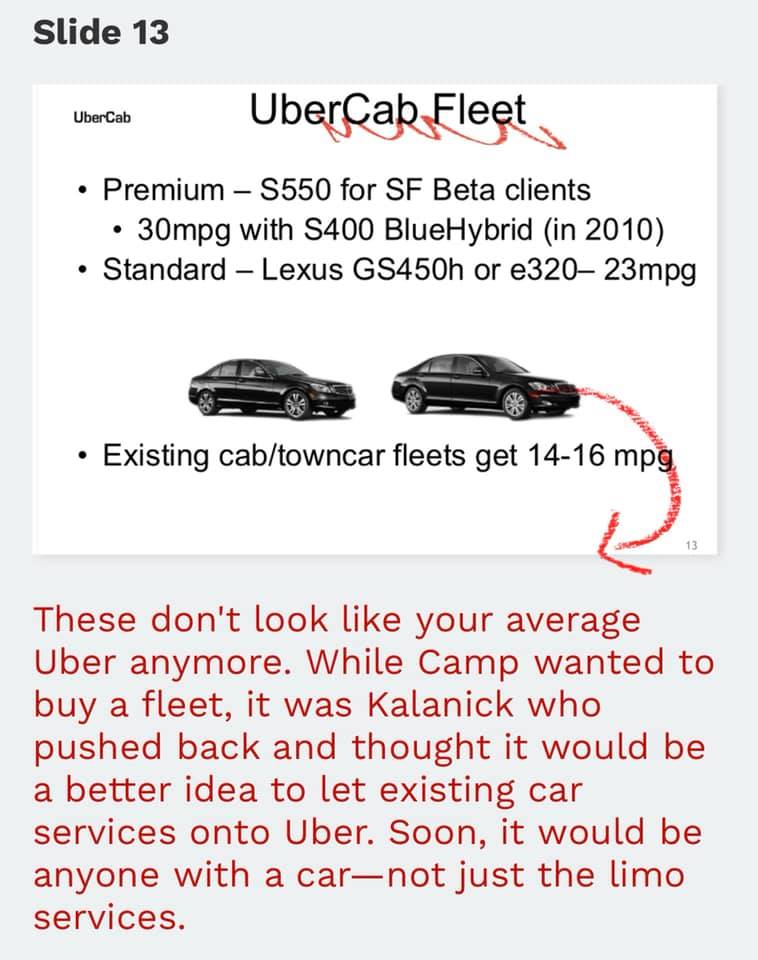 Slide 13
UberCab
UberCab Fleet
• Premium – S550 for SF Beta clients
• 30mpg with S400 BlueHybrid (in 2010)
• Standard – Lexus GS450h or e320– 23mpg
• Existing cab/towncar fleets get 14-16 mpg
13
These don't look like your average
Uber anymore. While Camp wanted to
buy a fleet, it was Kalanick who
pushed back and thought it would be
a better idea to let existing car
services onto Uber. Soon, it would be
anyone with a car—not just the limo
services.